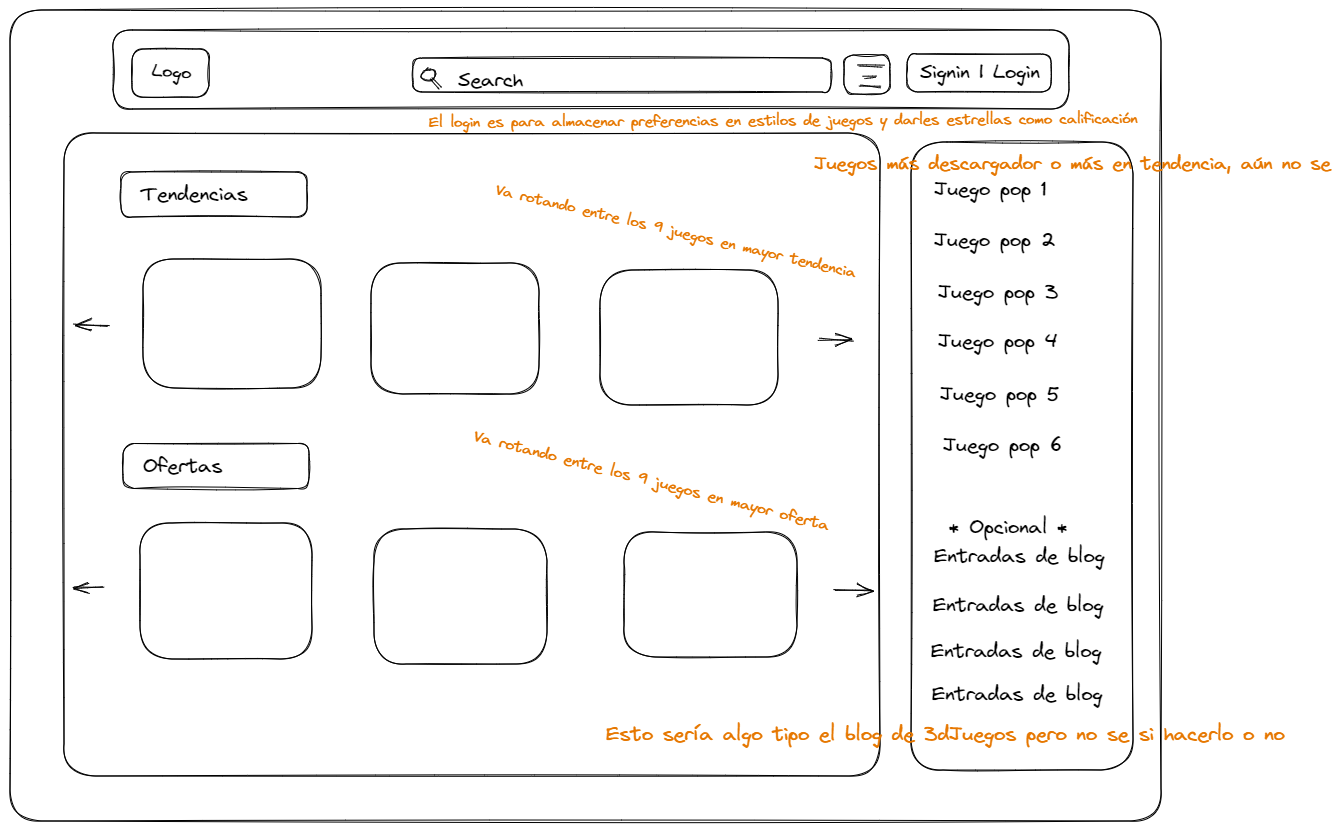 Logo
Search
Signin | Login
El login es para almacenar preferencias en estilos de juegos y darles estrellas como calificación
Juegos más descargador o más en tendencia, aún no se
Tendencias
Va rotando entre los 9 juegos en mayor tendencia
Juego pop 1
Juego pop 2
Juego pop 3
Juego pop 4
Juego pop 5
Juego pop 6
Ofertas
Va rotando entre los 9 juegos en mayor oferta
* Opcional *
Entradas de blog
Entradas de blog
Entradas de blog
Entradas de blog
Esto sería algo tipo el blog de 3dJuegos pero no se si hacerlo o no